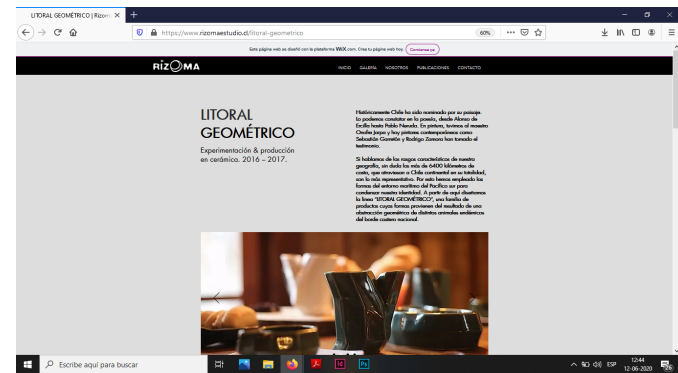 LITORAL GEOMÉTRICO | Rizom
https://www.rizomaestudio.cl/litoral-geometrico
60%
Esta página web se diseñó con la plataforma WIX.com. Crea tu página web hoy. Comienza ya
RIZOMA
INICIO GALERÍA NOSOTROS PUBLICACIONES CONTACTO
LITORAL
GEOMÉTRICO
Experimentación & producción
en cerámica. 2016 – 2017.
Históricamente Chile ha sido nominado por su paisaje.
Lo podemos constatar en la poesía, desde Alonso de
Ercilla hasta Pablo Neruda. En pintura, tuvimos al maestro
Onofre Jarpa y hoy pintores contemporáneos como
Sebastián Garretón y Rodrigo Zamora han tomado el
testimonio.
Si hablamos de los rasgos característicos de nuestra
geografía, sin duda los más de 6400 kilómetros de
costa, que atraviesan a Chile continental en su totalidad,
son lo más representativo. Por esto hemos empleado las
formas del entorno marítimo del Pacífico sur para
condensar nuestra identidad. A partir de aquí diseñamos
la línea "LITORAL GEOMÉTRICO", una familia de
productos cuyas formas provienen del resultado de una
abstracción geométrica de distintos animales endémicos
del borde costero nacional.
Escribe aquí para buscar
Id
Ps
ESP
12:44
12-06-2020
26